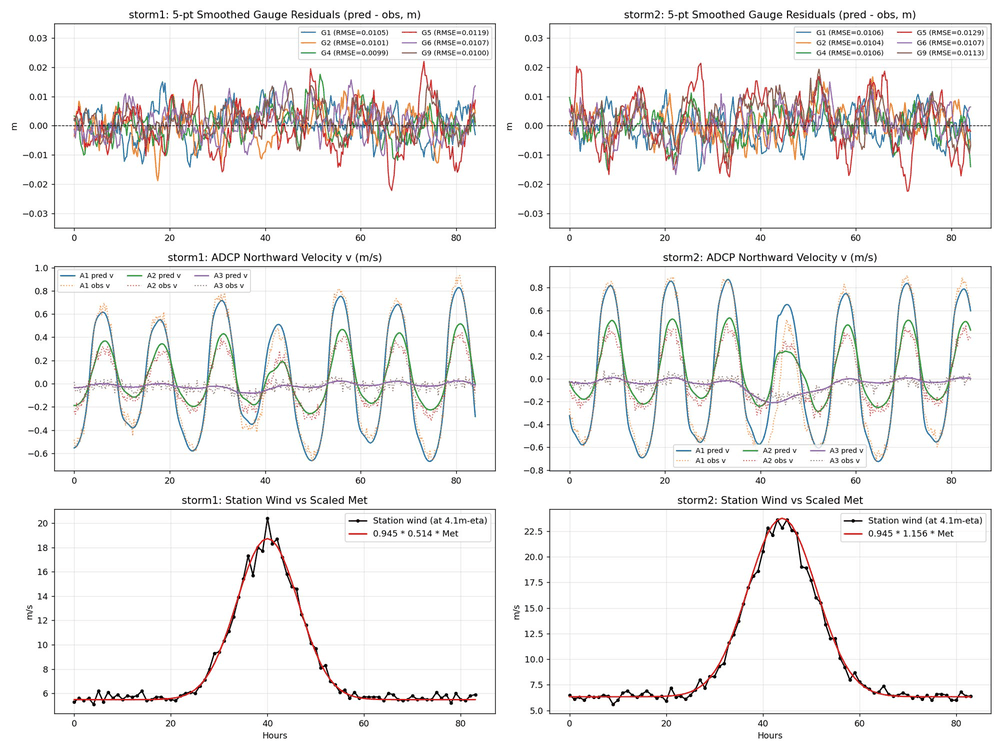 storm1: 5-pt Smoothed Gauge Residuals (pred - obs, m)
G1 (RMSE=0.0105)
G2 (RMSE=0.0101)
G4 (RMSE=0.0099)
G5 (RMSE=0.0119)
G6 (RMSE=0.0107)
G9 (RMSE=0.0100)
0.03
0.02
0.01
0.00
−0.01
−0.02
−0.03
m
0 20 40 60 80
storm2: 5-pt Smoothed Gauge Residuals (pred - obs, m)
G1 (RMSE=0.0106)
G2 (RMSE=0.0104)
G4 (RMSE=0.0106)
G5 (RMSE=0.0129)
G6 (RMSE=0.0107)
G9 (RMSE=0.0113)
0.03
0.02
0.01
0.00
−0.01
−0.02
−0.03
m
0 20 40 60 80
storm1: ADCP Northward Velocity v (m/s)
A1 pred v
A1 obs v
A2 pred v
A2 obs v
A3 pred v
A3 obs v
1.0
0.8
0.6
0.4
0.2
0.0
−0.2
−0.4
−0.6
0 20 40 60 80
storm2: ADCP Northward Velocity v (m/s)
A1 pred v
A1 obs v
A2 pred v
A2 obs v
A3 pred v
A3 obs v
0.8
0.6
0.4
0.2
0.0
−0.2
−0.4
−0.6
−0.8
0 20 40 60 80
storm1: Station Wind vs Scaled Met
Station wind (at 4.1m-eta)
0.945 * 0.514 * Met
20
18
16
14
12
10
8
6
m/s
0 20 40 60 80
Hours
storm2: Station Wind vs Scaled Met
Station wind (at 4.1m-eta)
0.945 * 1.156 * Met
22.5
20.0
17.5
15.0
12.5
10.0
7.5
5.0
m/s
0 20 40 60 80
Hours